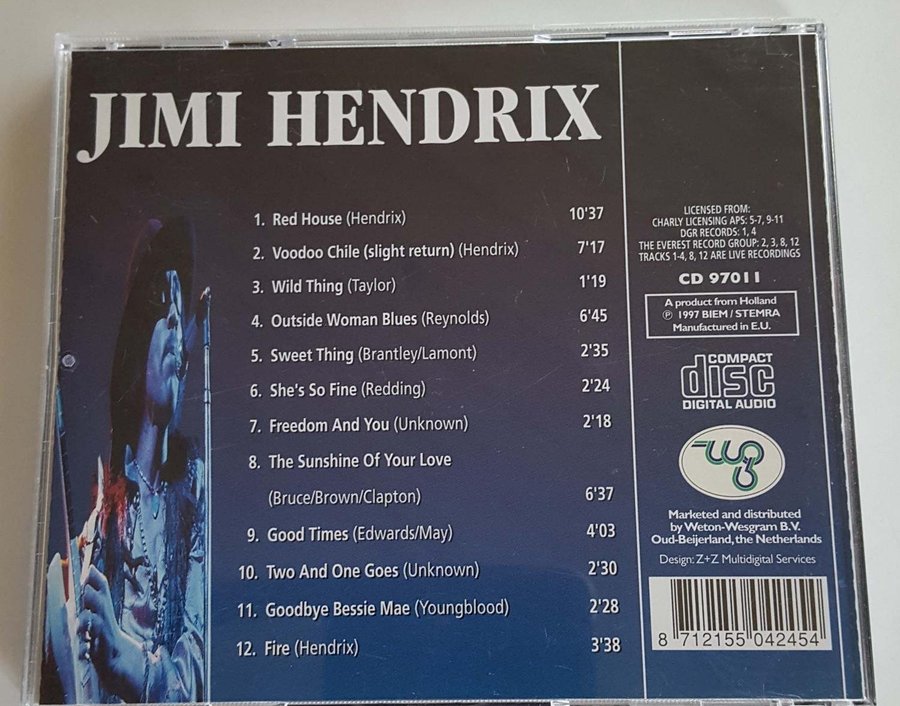 JIMI HENDRIX
1. Red House (Hendrix) 10'37
2. Voodoo Chile (slight return) (Hendrix) 7'17
3. Wild Thing (Taylor) 1'19
4. Outside Woman Blues (Reynolds) 6'45
5. Sweet Thing (Brantley/Lamont) 2'35
6. She's So Fine (Redding) 2'24
7. Freedom And You (Unknown) 2'18
8. The Sunshine Of Your Love
(Bruce/Brown/Clapton) 6'37
9. Good Times (Edwards/May) 4'03
10. Two And One Goes (Unknown) 2'30
11. Goodbye Bessie Mae (Youngblood) 2'28
12. Fire (Hendrix) 3'38
LICENSED FROM:
CHARLY LICENSING APS: 5-7, 9-11
DGR RECORDS: 1, 4
THE EVEREST RECORD GROUP: 2, 3, 8, 12
TRACKS 1-4, 8, 12 ARE LIVE RECORDINGS
CD 97011
A product from Holland
℗ 1997 BIEM / STEMRA
Manufactured in E.U.
COMPACT
disc
DIGITAL AUDIO
Marketed and distributed
by Weton-Wesgram B.V.
Oud-Beijerland, the Netherlands
Design: Z+Z Multidigital Services
8 712155 042454